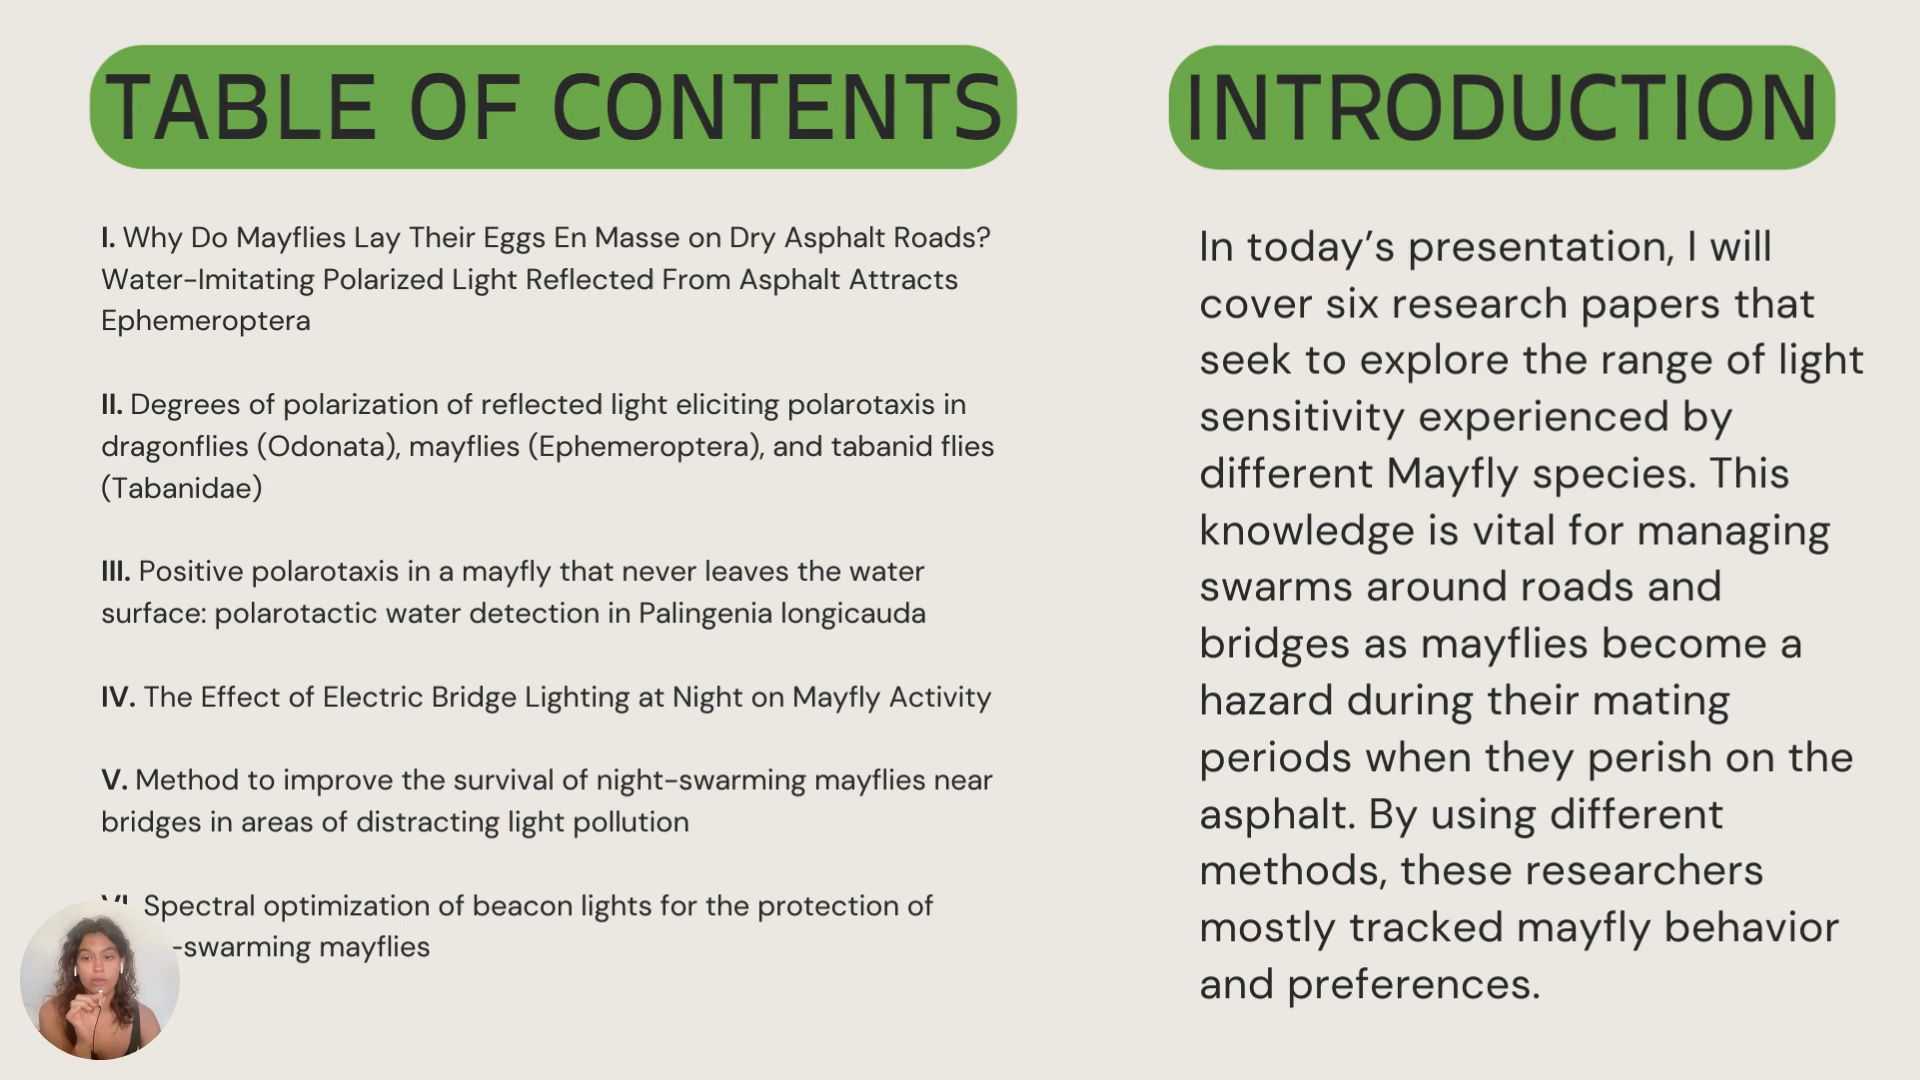 TABLE OF CONTENTS
I. Why Do Mayflies Lay Their Eggs En Masse on Dry Asphalt Roads?
Water-Imitating Polarized Light Reflected From Asphalt Attracts
Ephemeroptera
II. Degrees of polarization of reflected light eliciting polarotaxis in
dragonflies (Odonata), mayflies (Ephemeroptera), and tabanid flies
(Tabanidae)
III. Positive polarotaxis in a mayfly that never leaves the water
surface: polarotactic water detection in Palingenia longicauda
IV. The Effect of Electric Bridge Lighting at Night on Mayfly Activity
V. Method to improve the survival of night-swarming mayflies near
bridges in areas of distracting light pollution
VI. Spectral optimization of beacon lights for the protection of
-swarming mayflies
INTRODUCTION
In today’s presentation, I will
cover six research papers that
seek to explore the range of light
sensitivity experienced by
different Mayfly species. This
knowledge is vital for managing
swarms around roads and
bridges as mayflies become a
hazard during their mating
periods when they perish on the
asphalt. By using different
methods, these researchers
mostly tracked mayfly behavior
and preferences.